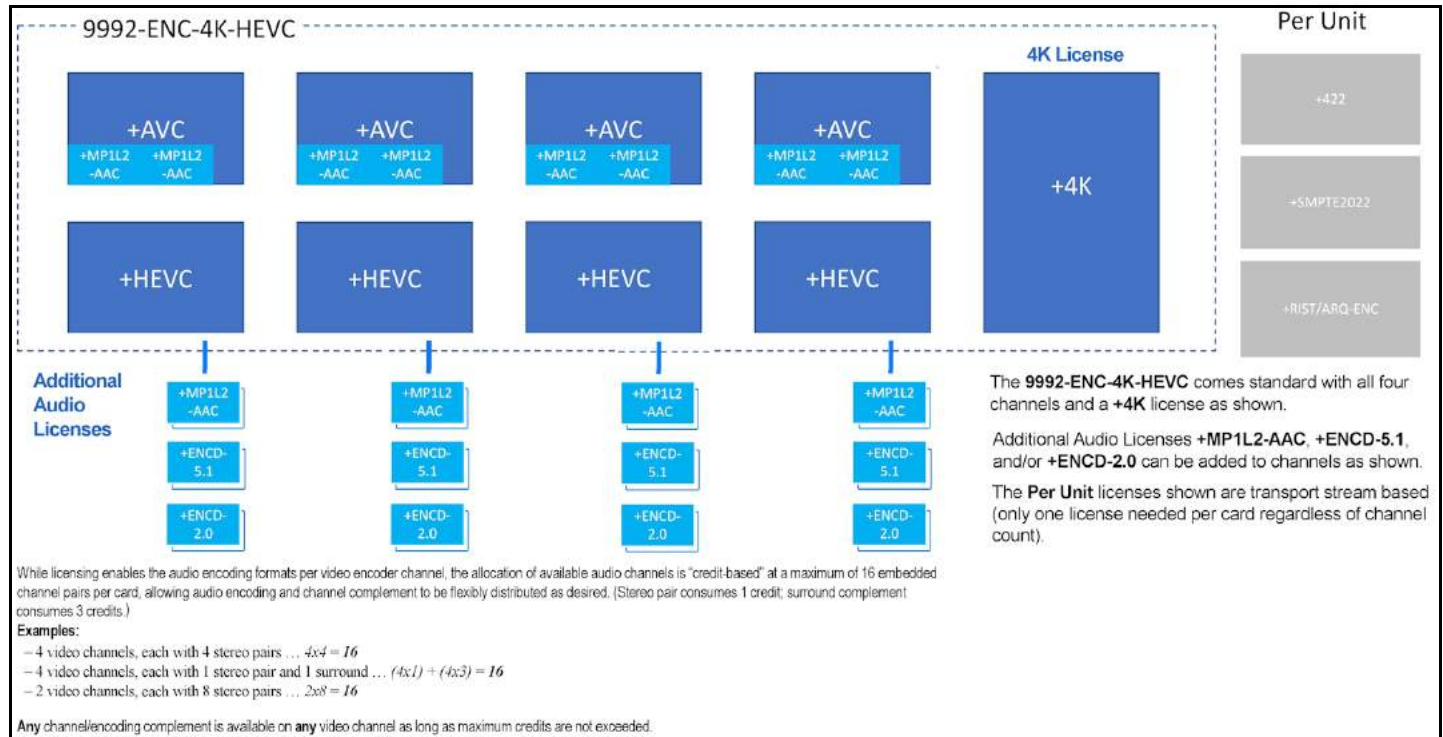 9992-ENC-4K-HEVC
Per Unit
4K License
+AVC
+MP1L2 +MP1L2
-AAC -AAC
+AVC
+MP1L2 +MP1L2
-AAC -AAC
+AVC
+MP1L2 +MP1L2
-AAC -AAC
+AVC
+MP1L2 +MP1L2
-AAC -AAC
+4K
+422
+SMPTE2022
+RIST/ARQ-ENC
+HEVC
+HEVC
+HEVC
+HEVC
Additional
Audio
Licenses
+MP1L2
-AAC
+MP1L2
-AAC
+MP1L2
-AAC
+MP1L2
-AAC
+ENCD-
5.1
+ENCD-
5.1
+ENCD-
5.1
+ENCD-
5.1
+ENCD-
2.0
+ENCD-
2.0
+ENCD-
2.0
+ENCD-
2.0
The 9992-ENC-4K-HEVC comes standard with all four
channels and a +4K license as shown.
Additional Audio Licenses +MP1L2-AAC, +ENCD-5.1,
and/or +ENCD-2.0 can be added to channels as shown.
The Per Unit licenses shown are transport stream based
(only one license needed per card regardless of channel
count).
While licensing enables the audio encoding formats per video encoder channel, the allocation of available audio channels is "credit-based" at a maximum of 16 embedded
channel pairs per card, allowing audio encoding and channel complement to be flexibly distributed as desired. (Stereo pair consumes 1 credit; surround complement
consumes 3 credits.)
Examples:
– 4 video channels, each with 4 stereo pairs … 4x4 = 16
– 4 video channels, each with 1 stereo pair and 1 surround … (4x1) + (4x3) = 16
– 2 video channels, each with 8 stereo pairs … 2x8 = 16
Any channel/encoding complement is available on any video channel as long as maximum credits are not exceeded.